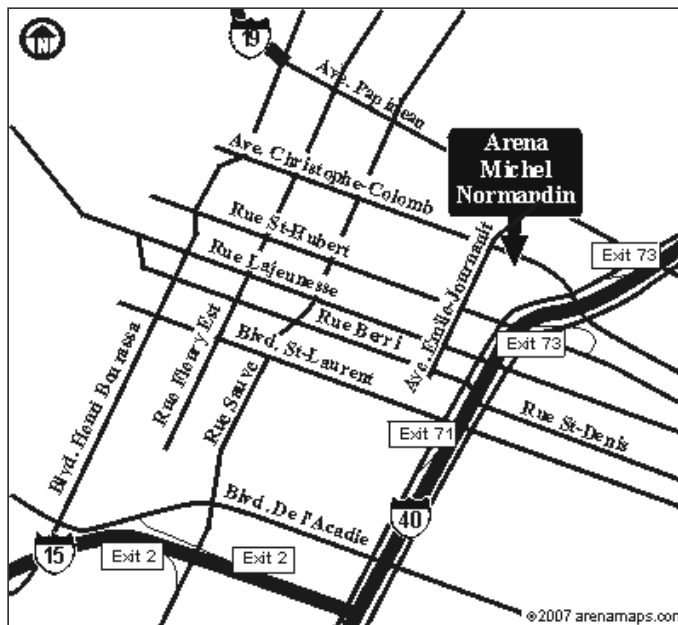 N
19
Ave. Papineau
Arena
Michel
Normandin
Ave. Christophe-Colomb
Rue St-Hubert
Rue Lajeunesse
Exit 73
Ave. Emile-Journault
Rue Berri
Exit 73
Blvd. St-Laurent
Blvd. Henri Bourassa
Rue Fleury Est
Rue Sauve
Rue St-Denis
Exit 71
Blvd. De l'Acadie
40
15
Exit 2
Exit 2
©2007 arenamaps.com